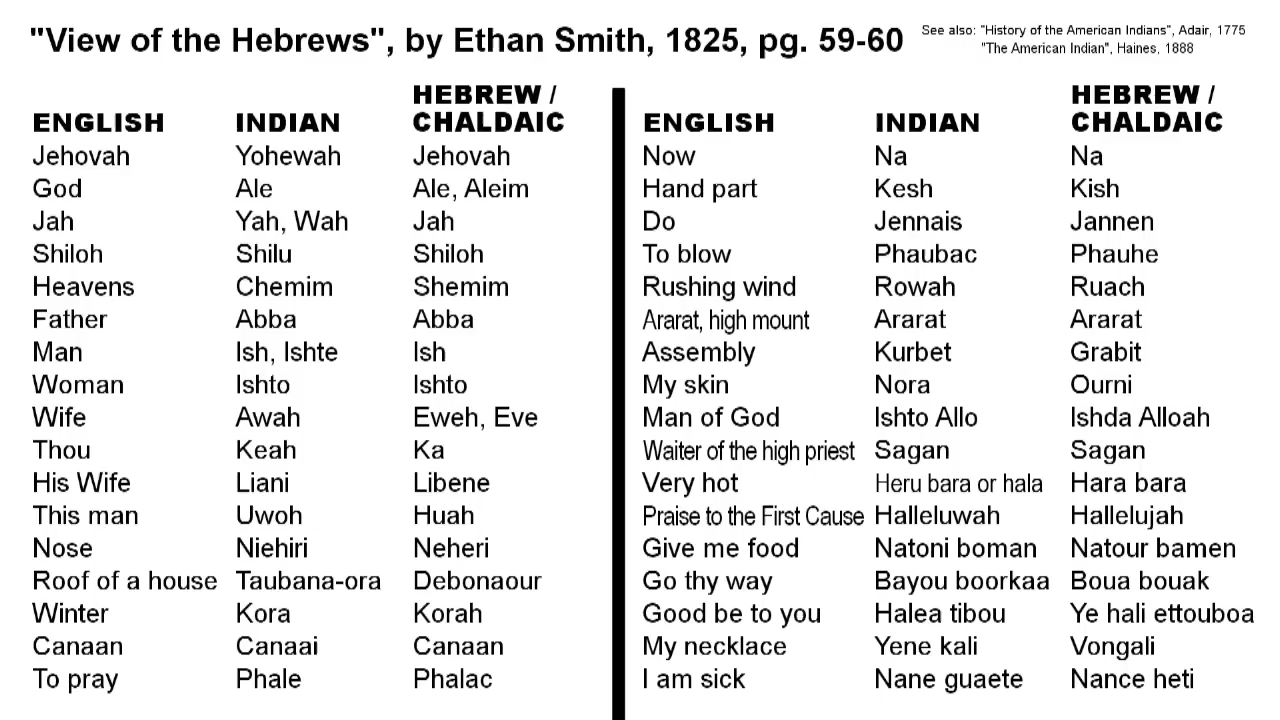 "View of the Hebrews", by Ethan Smith, 1825, pg. 59-60
See also: "History of the American Indians", Adair, 1775
"The American Indian", Haines, 1888
ENGLISH INDIAN HEBREW / CHALDAIC
Jehovah Yohewah Jehovah
God Ale Ale, Aleim
Jah Yah, Wah Jah
Shiloh Shilu Shiloh
Heavens Chemim Shemim
Father Abba Abba
Man Ish, Ishte Ish
Woman Ishto Ishto
Wife Awah Eweh, Eve
Thou Keah Ka
His Wife Liani Libene
This man Uwoh Huah
Nose Niehiri Neheri
Roof of a house Taubana-ora Debonaour
Winter Kora Korah
Canaan Canaai Canaan
To pray Phale Phalac
ENGLISH INDIAN HEBREW / CHALDAIC
Now Na Na
Hand part Kesh Kish
Do Jennais Jannen
To blow Phaubac Phauhe
Rushing wind Rowah Ruach
Ararat, high mount Ararat Ararat
Assembly Kurbet Grabit
My skin Nora Ourni
Man of God Ishto Allo Ishda Alloah
Waiter of the high priest Sagan Sagan
Very hot Heru bara or hala Hara bara
Praise to the First Cause Halleluwah Hallelujah
Give me food Natoni boman Natour bamen
Go thy way Bayou boorkaa Boua bouak
Good be to you Halea tibou Ye hali ettouboa
My necklace Yene kali Vongali
I am sick Nane guaete Nance heti